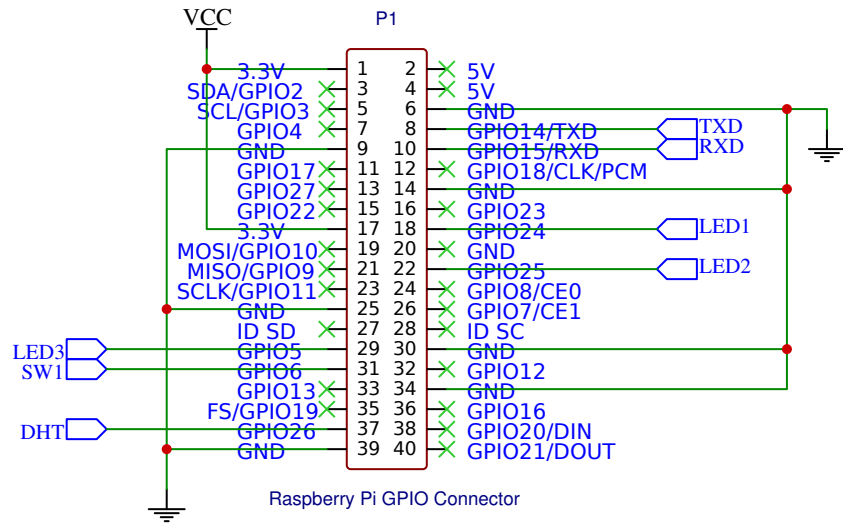 VCC
P1
3.3V 1 2 5V
SDA/GPIO2 3 4 5V
SCL/GPIO3 5 6 GND
GPIO4 7 8 GPIO14/TXD TXD
GND 9 10 GPIO15/RXD RXD
GPIO17 11 12 GPIO18/CLK/PCM
GPIO27 13 14 GND
GPIO22 15 16 GPIO23
3.3V 17 18 GPIO24 LED1
MOSI/GPIO10 19 20 GND
MISO/GPIO9 21 22 GPIO25 LED2
SCLK/GPIO11 23 24 GPIO8/CE0
GND 25 26 GPIO7/CE1
ID SD 27 28 ID SC
LED3 GPIO5 29 30 GND
SW1 GPIO6 31 32 GPIO12
GPIO13 33 34 GND
FS/GPIO19 35 36 GPIO16
DHT GPIO26 37 38 GPIO20/DIN
GND 39 40 GPIO21/DOUT
Raspberry Pi GPIO Connector